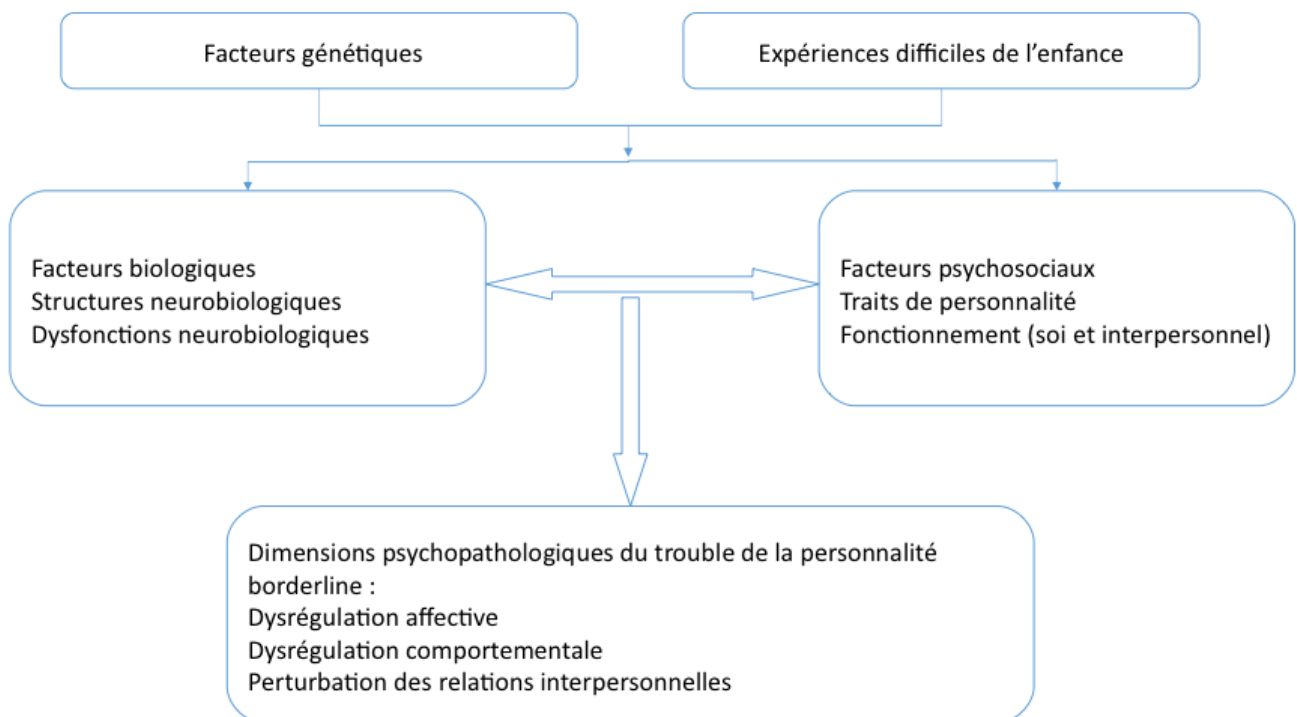 Facteurs génétiques
Expériences difficiles de l’enfance
Facteurs biologiques
Structures neurobiologiques
Dysfonctions neurobiologiques
Facteurs psychosociaux
Traits de personnalité
Fonctionnement (soi et interpersonnel)
Dimensions psychopathologiques du trouble de la personnalité
borderline :
Dysrégulation affective
Dysrégulation comportementale
Perturbation des relations interpersonnelles